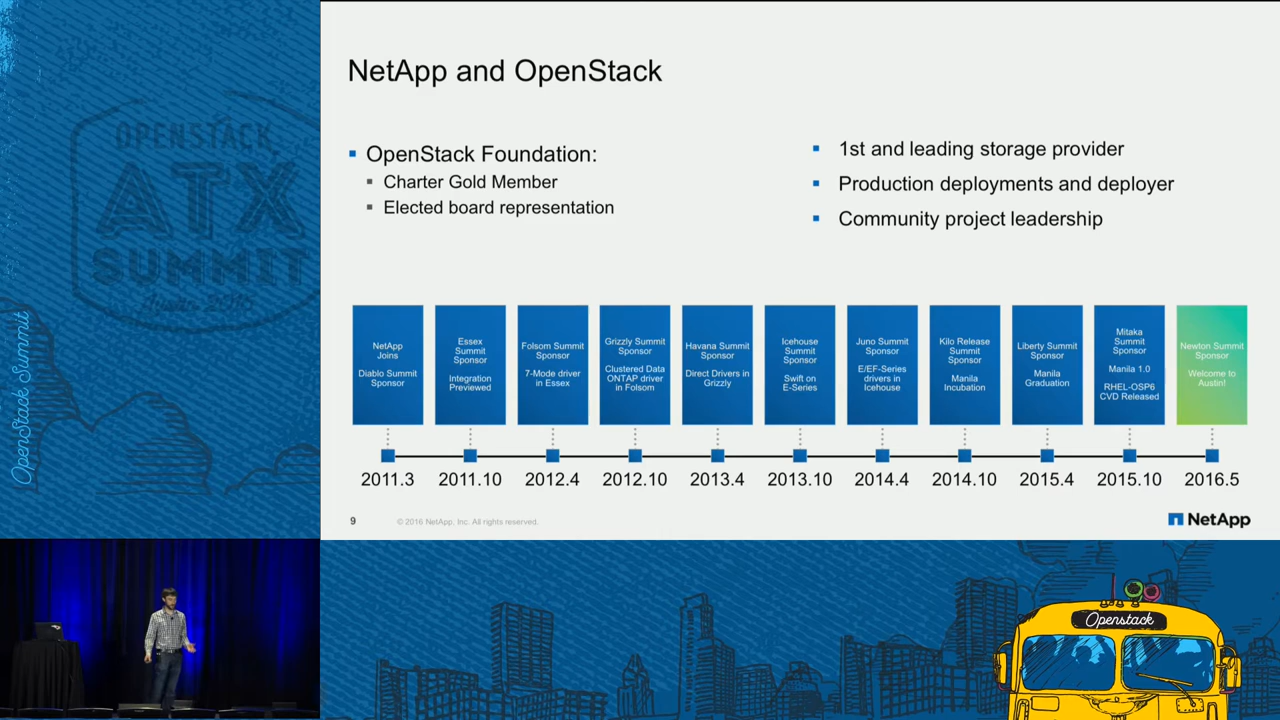 OPENSTACK
ATX
SUMMIT
Austin 2016
OpenStack Summit
NetApp and OpenStack
OpenStack Foundation:
Charter Gold Member
Elected board representation
1st and leading storage provider
Production deployments and deployer
Community project leadership
NetApp
Joins
Diablo Summit
Sponsor
Essex
Summit
Sponsor
Integration
Previewed
Folsom Summit
Sponsor
7-Mode driver
in Essex
Grizzly Summit
Sponsor
Clustered Data
ONTAP driver
in Folsom
Havana Summit
Sponsor
Direct Drivers in
Grizzly
Icehouse
Summit
Sponsor
Swift on
E-Series
Juno Summit
Sponsor
E/EF-Series
drivers in
Icehouse
Kilo Release
Summit
Sponsor
Manila
Incubation
Liberty Summit
Sponsor
Manila
Graduation
Mitaka
Summit
Sponsor
Manila 1.0
RHEL-OSP6
CVD Released
Newton Summit
Sponsor
Welcome to
Austin!
2011.3 2011.10 2012.4 2012.10 2013.4 2013.10 2014.4 2014.10 2015.4 2015.10 2016.5
9 © 2016 NetApp, Inc. All rights reserved.
NetApp
Openstack